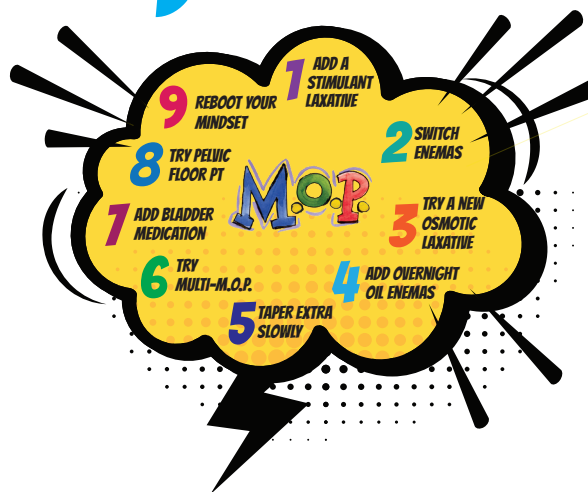 1 ADD A
STIMULANT
LAXATIVE
2 SWITCH
ENEMAS
3 TRY A NEW
OSMOTIC
LAXATIVE
4 ADD OVERNIGHT
OIL ENEMAS
5 TAPER EXTRA
SLOWLY
6 TRY
MULTI-M.O.P.
7 ADD BLADDER
MEDICATION
8 TRY PELVIC
FLOOR PT
9 REBOOT YOUR
MINDSET
M.O.P.